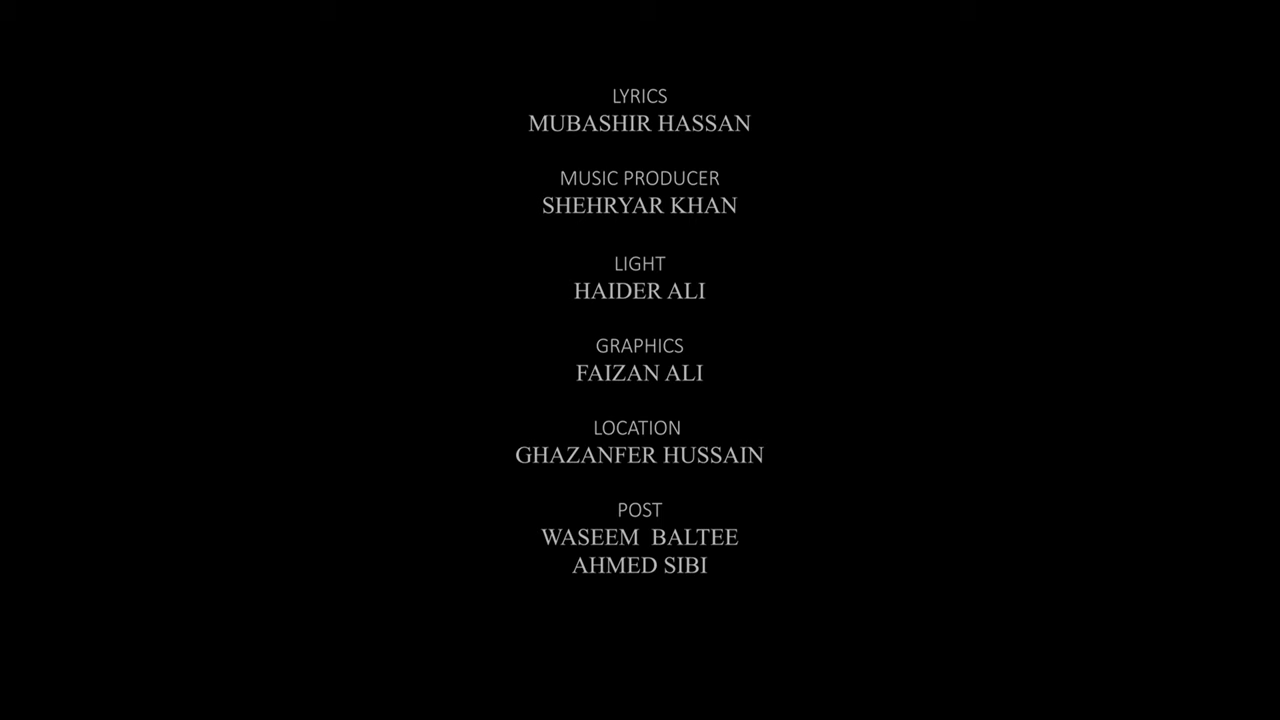 LYRICS
MUBASHIR HASSAN
MUSIC PRODUCER
SHEHRYAR KHAN
LIGHT
HAIDER ALI
GRAPHICS
FAIZAN ALI
LOCATION
GHAZANFER HUSSAIN
POST
WASEEM BALTEE
AHMED SIBI